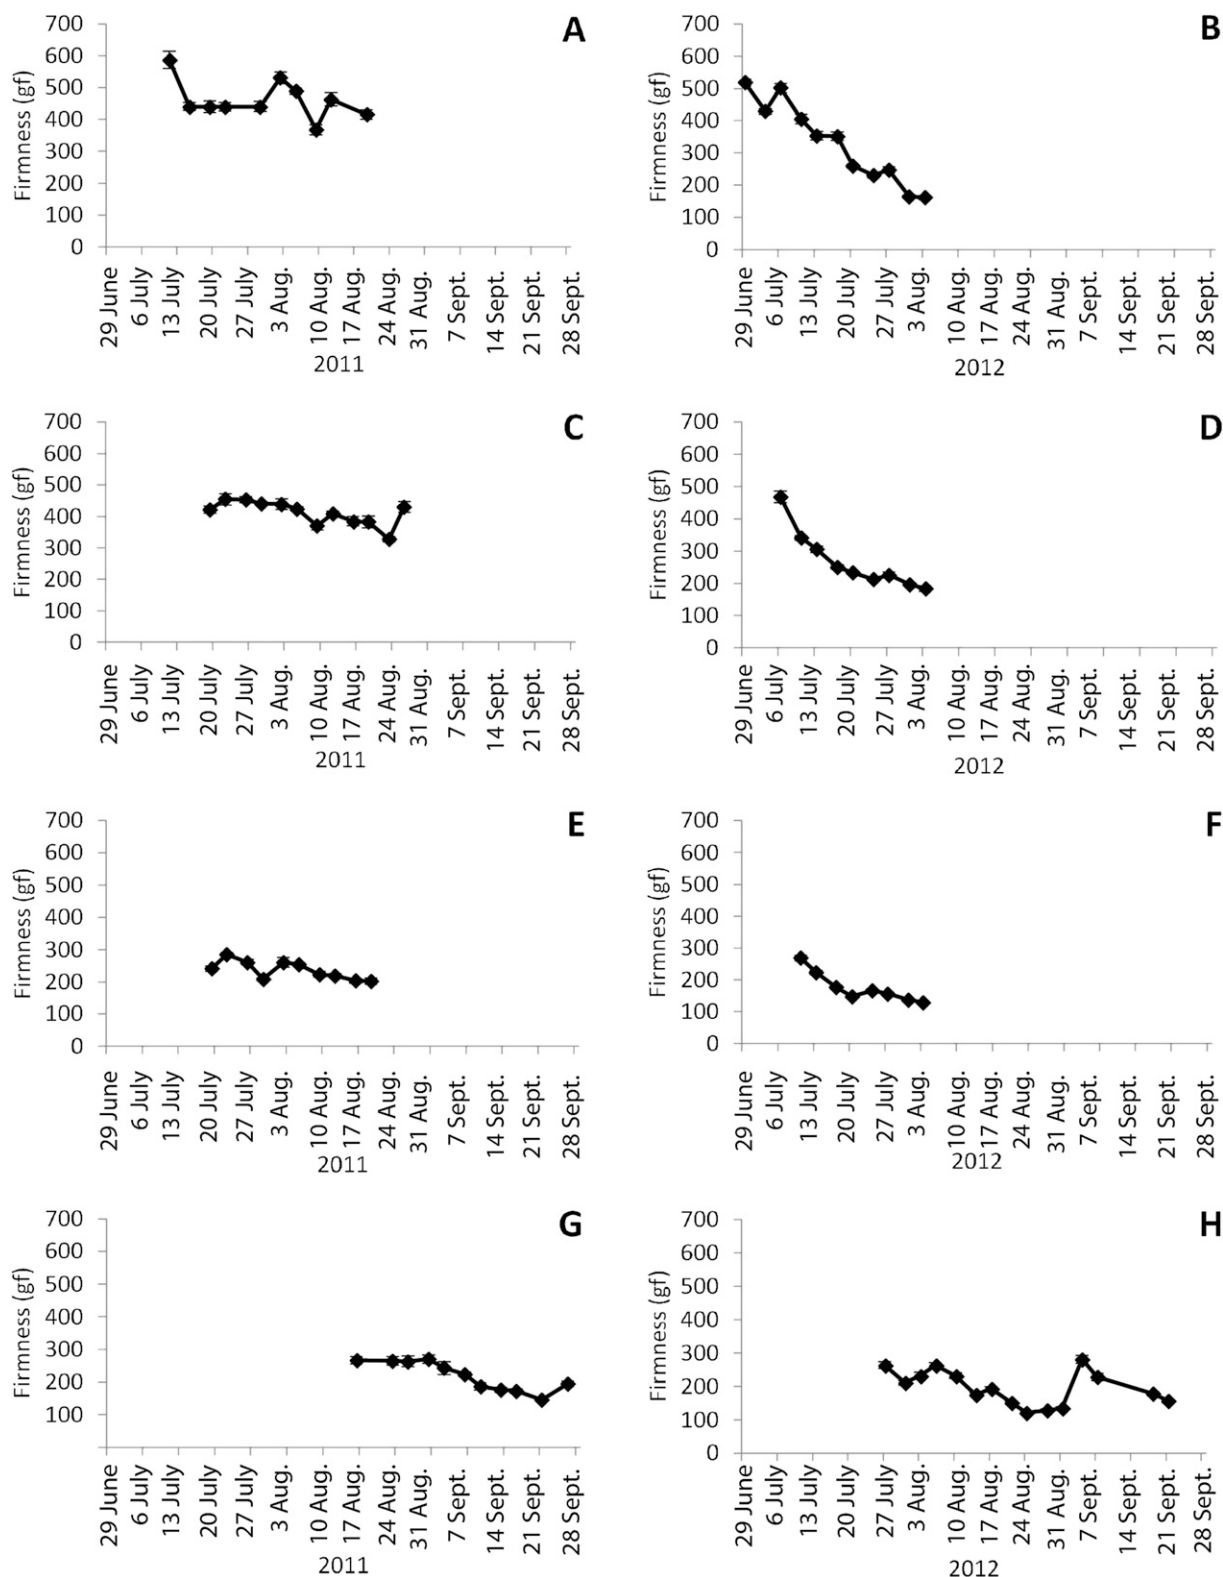 A
Firmness (gf)
700
600
500
400
300
200
100
0
29 June
6 July
13 July
20 July
27 July
3 Aug.
10 Aug.
17 Aug.
24 Aug.
31 Aug.
7 Sept.
14 Sept.
21 Sept.
28 Sept.
2011
B
Firmness (gf)
700
600
500
400
300
200
100
0
29 June
6 July
13 July
20 July
27 July
3 Aug.
10 Aug.
17 Aug.
24 Aug.
31 Aug.
7 Sept.
14 Sept.
21 Sept.
28 Sept.
2012
C
Firmness (gf)
700
600
500
400
300
200
100
0
29 June
6 July
13 July
20 July
27 July
3 Aug.
10 Aug.
17 Aug.
24 Aug.
31 Aug.
7 Sept.
14 Sept.
21 Sept.
28 Sept.
2011
D
Firmness (gf)
700
600
500
400
300
200
100
0
29 June
6 July
13 July
20 July
27 July
3 Aug.
10 Aug.
17 Aug.
24 Aug.
31 Aug.
7 Sept.
14 Sept.
21 Sept.
28 Sept.
2012
E
Firmness (gf)
700
600
500
400
300
200
100
0
29 June
6 July
13 July
20 July
27 July
3 Aug.
10 Aug.
17 Aug.
24 Aug.
31 Aug.
7 Sept.
14 Sept.
21 Sept.
28 Sept.
2011
F
Firmness (gf)
700
600
500
400
300
200
100
0
29 June
6 July
13 July
20 July
27 July
3 Aug.
10 Aug.
17 Aug.
24 Aug.
31 Aug.
7 Sept.
14 Sept.
21 Sept.
28 Sept.
2012
G
Firmness (gf)
700
600
500
400
300
200
100
29 June
6 July
13 July
20 July
27 July
3 Aug.
10 Aug.
17 Aug.
24 Aug.
31 Aug.
7 Sept.
14 Sept.
21 Sept.
28 Sept.
2011
H
Firmness (gf)
700
600
500
400
300
200
100
0
29 June
6 July
13 July
20 July
27 July
3 Aug.
10 Aug.
17 Aug.
24 Aug.
31 Aug.
7 Sept.
14 Sept.
21 Sept.
28 Sept.
2012